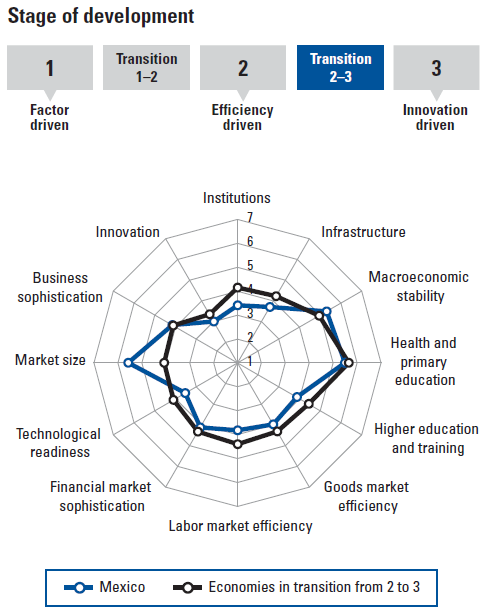 Stage of development
1
Transition
1–2
2
Transition
2–3
3
Factor
driven
Efficiency
driven
Innovation
driven
Institutions
Innovation
Infrastructure
Business
sophistication
Macroeconomic
stability
Market size
Health and
primary
education
Technological
readiness
Higher education
and training
Financial market
sophistication
Goods market
efficiency
Labor market efficiency
7
6
5
4
3
2
1
Mexico
Economies in transition from 2 to 3